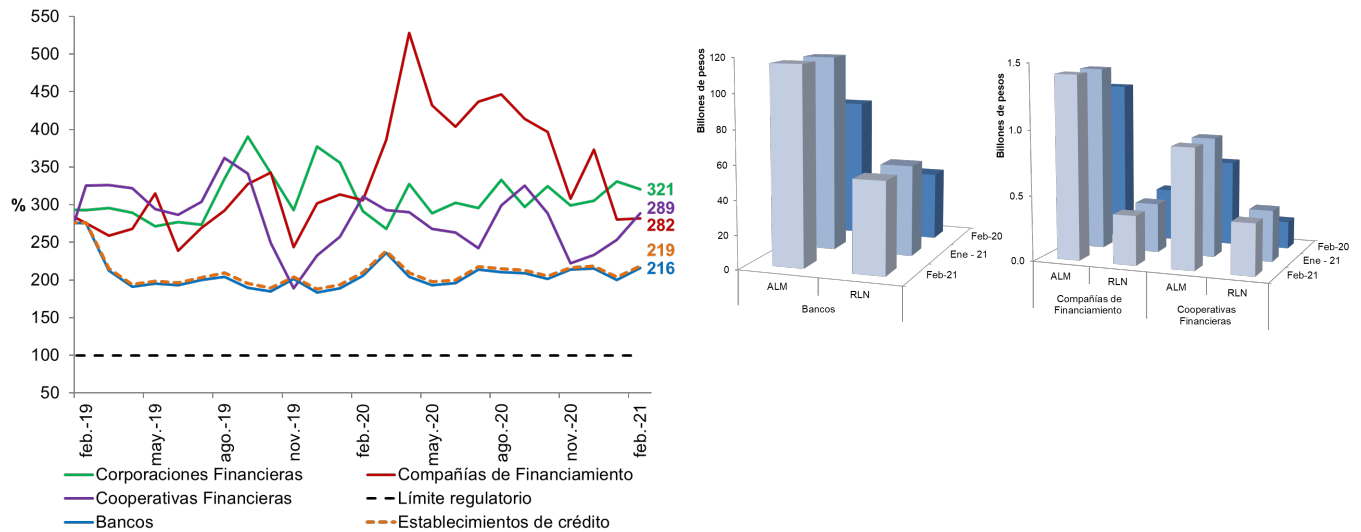 550
500
450
400
350
300
250
200
150
100
50
%
321
289
282
219
216
feb.-19
may.-19
ago.-19
nov.-19
feb.-20
may.-20
ago.-20
nov.-20
feb.-21
Corporaciones Financieras
Compañías de Financiamiento
Cooperativas Financieras
Límite regulatorio
Bancos
Establecimientos de crédito
Billones de pesos
120
100
80
60
40
20
0
ALM
RLN
Bancos
Feb-20
Ene - 21
Feb-21
Billones de pesos
1.5
1.0
0.5
0.0
ALM
RLN
ALM
RLN
Compañías de
Financiamiento
Cooperativas
Financieras
Feb-20
Ene - 21
Feb-21